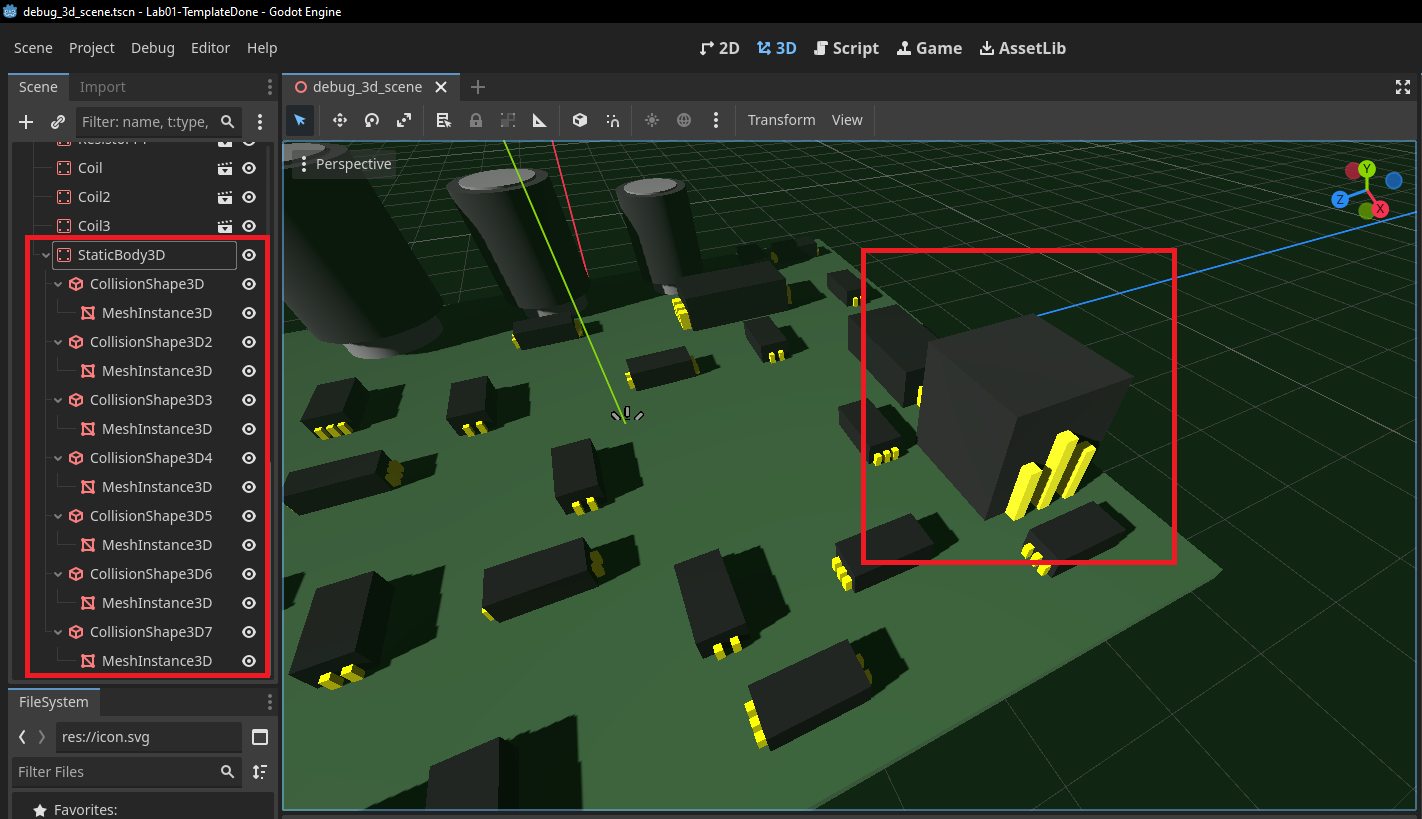 debug_3d_scene.tscn - Lab01-TemplateDone - Godot Engine
Scene Project Debug Editor Help 2D 3D Script Game AssetLib
Scene Import debug_3d_scene
Filter: name, t:type, Transform View
Perspective
Coil
Coil2
Coil3
StaticBody3D
CollisionShape3D
MeshInstance3D
CollisionShape3D2
MeshInstance3D
CollisionShape3D3
MeshInstance3D
CollisionShape3D4
MeshInstance3D
CollisionShape3D5
MeshInstance3D
CollisionShape3D6
MeshInstance3D
CollisionShape3D7
MeshInstance3D
Y
Z
X
FileSystem
res://icon.svg
Filter Files
Favorites: